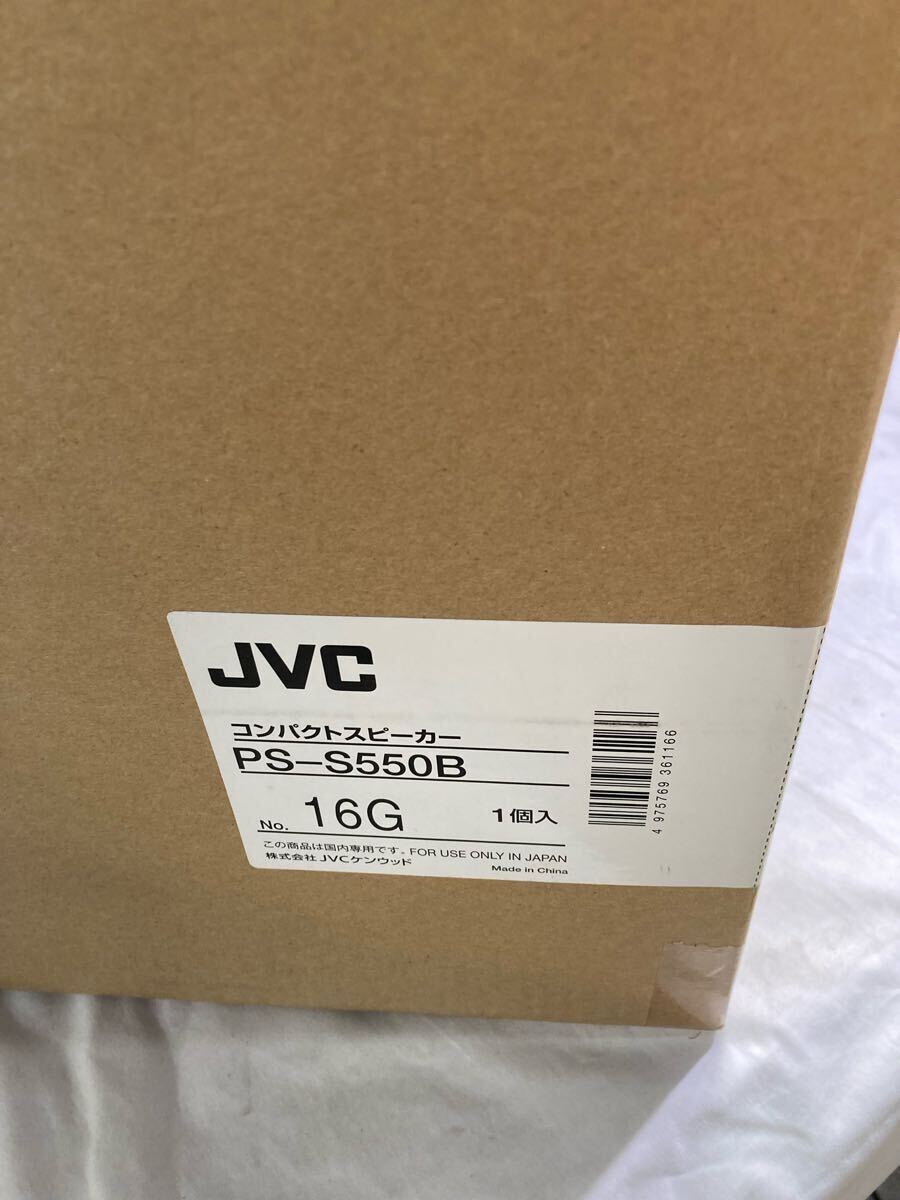 JVC
コンパクトスピーカー
PS-S550B
No. 16G 1個入
この商品は国内専用です。FOR USE ONLY IN JAPAN
株式会社 JVCケンウッド Made in China
4 975769 361166